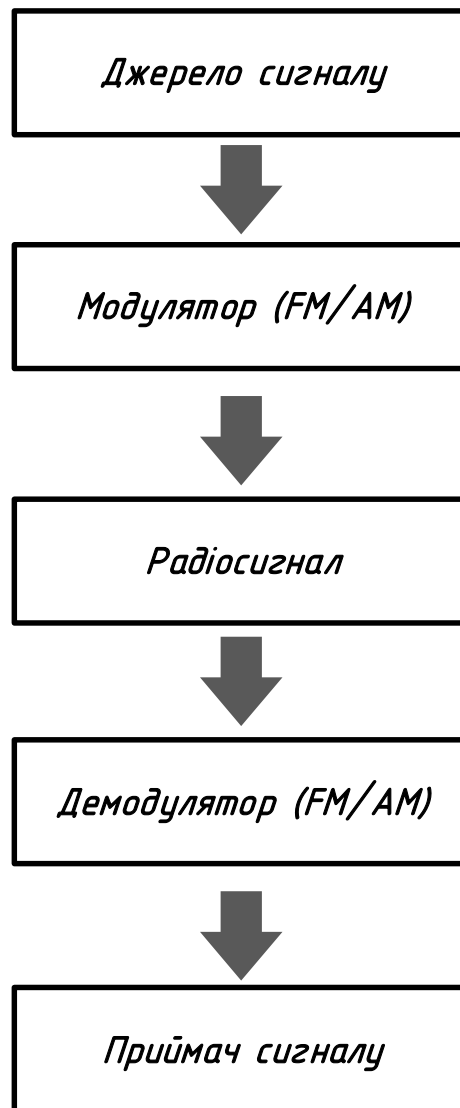 Джерело сигналу
Модулятор (FM/AM)
Радіосигнал
Демодулятор (FM/AM)
Приймач сигналу